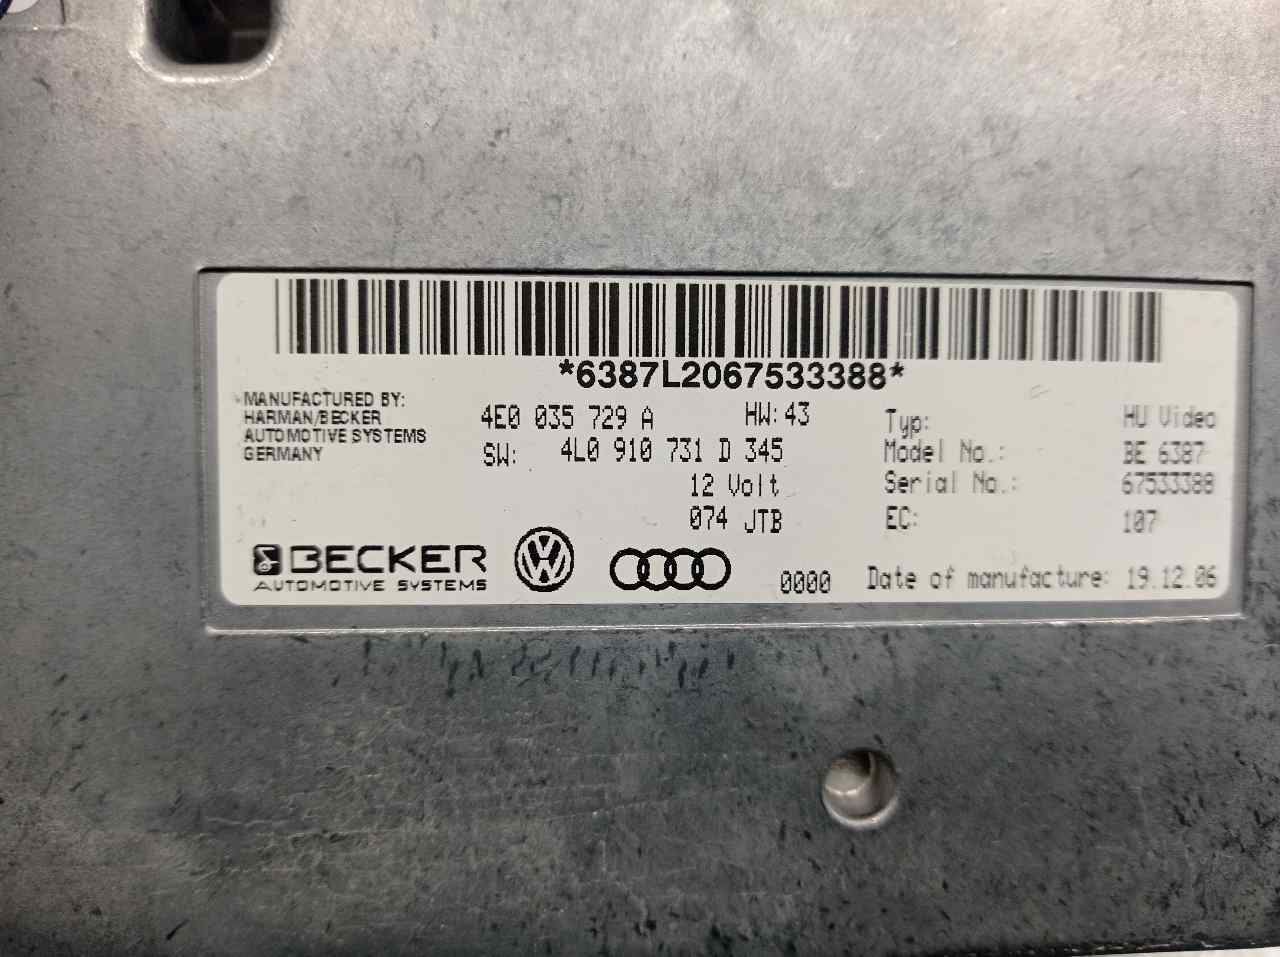 *6387L2067533388*
MANUFACTURED BY:
HARMAN/BECKER
AUTOMOTIVE SYSTEMS
GERMANY
4E0 035 729 A HW: 43
SW: 4L0 910 731 D 345
12 Volt
074 JTB
Typ: HU Video
Model No.: BE 6387
Serial No.: 67533388
EC: 107
BECKER
AUTOMOTIVE SYSTEMS
0000 Date of manufacture: 19.12.06